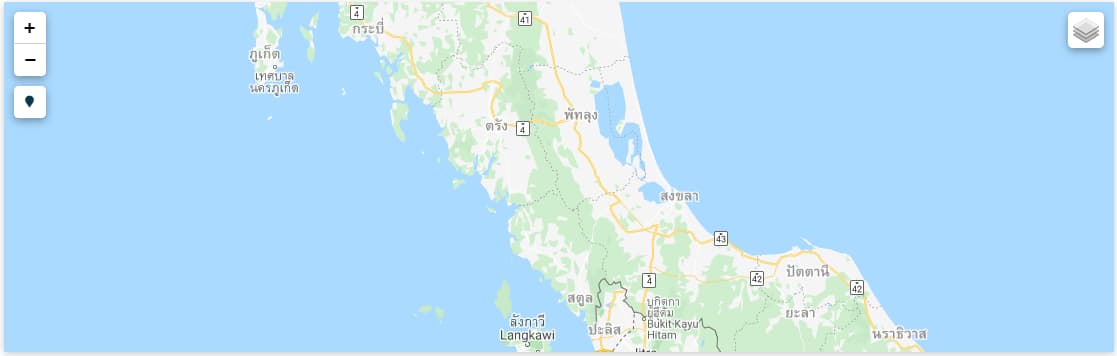 +
4
41
กระบี่
−
ภูเก็ต
เทศบาล
นครภูเก็ต
ตรัง
4
พัทลุง
สงขลา
43
ปัตตานี
42
4
42
สตูล
บูกิตกา
ยูฮีตัม
Bukit Kayu
Hitam
ยะลา
ลังกาวี
Langkawi
ปะลิส
นราธิวาส